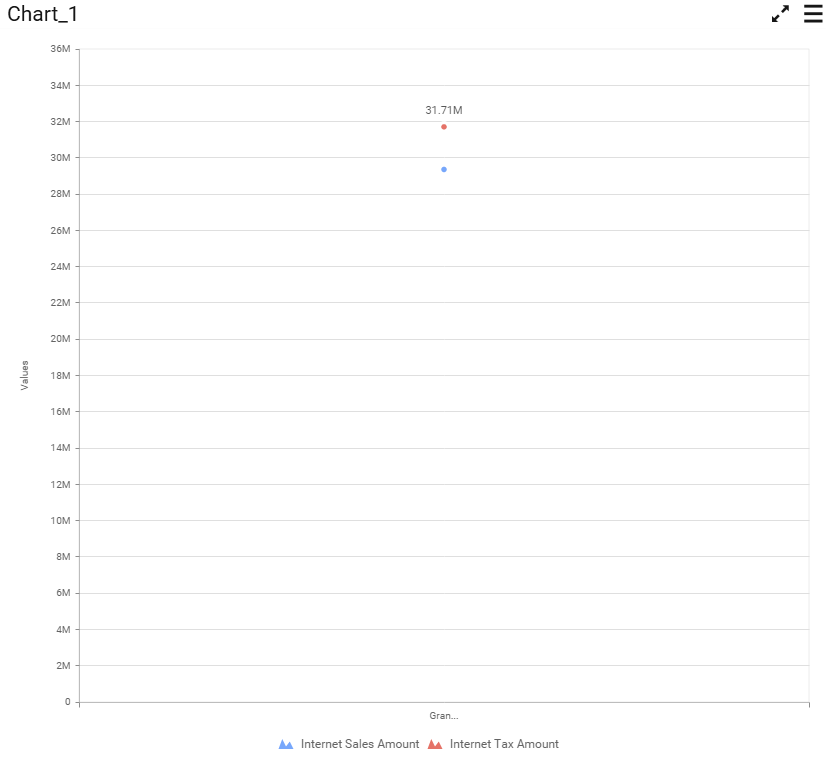 Chart_1
36M
34M
31.71M
32M
30M
28M
26M
24M
22M
20M
18M
Values
16M
14M
12M
10M
8M
6M
4M
2M
0
Gran...
Internet Sales Amount Internet Tax Amount